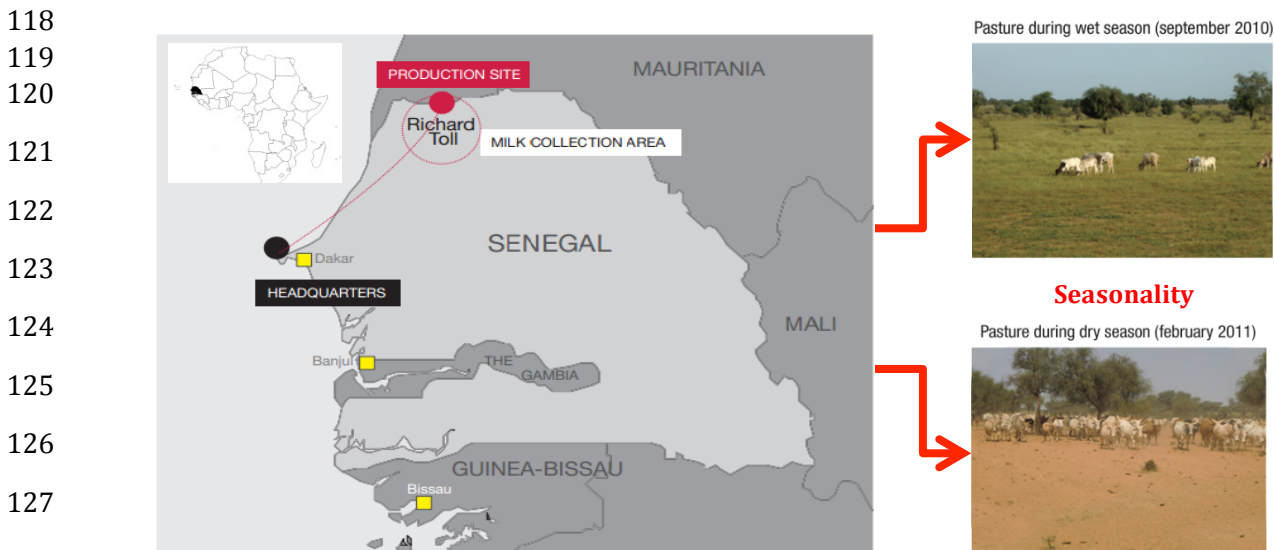 118
119
120
121
122
123
124
125
126
127
PRODUCTION SITE
MAURITANIA
Richard
Toll
MILK COLLECTION AREA
SENEGAL
Dakar
HEADQUARTERS
MALI
Banjul
THE
GAMBIA
GUINEA-BISSAU
Bissau
Pasture during wet season (september 2010)
Seasonality
Pasture during dry season (february 2011)